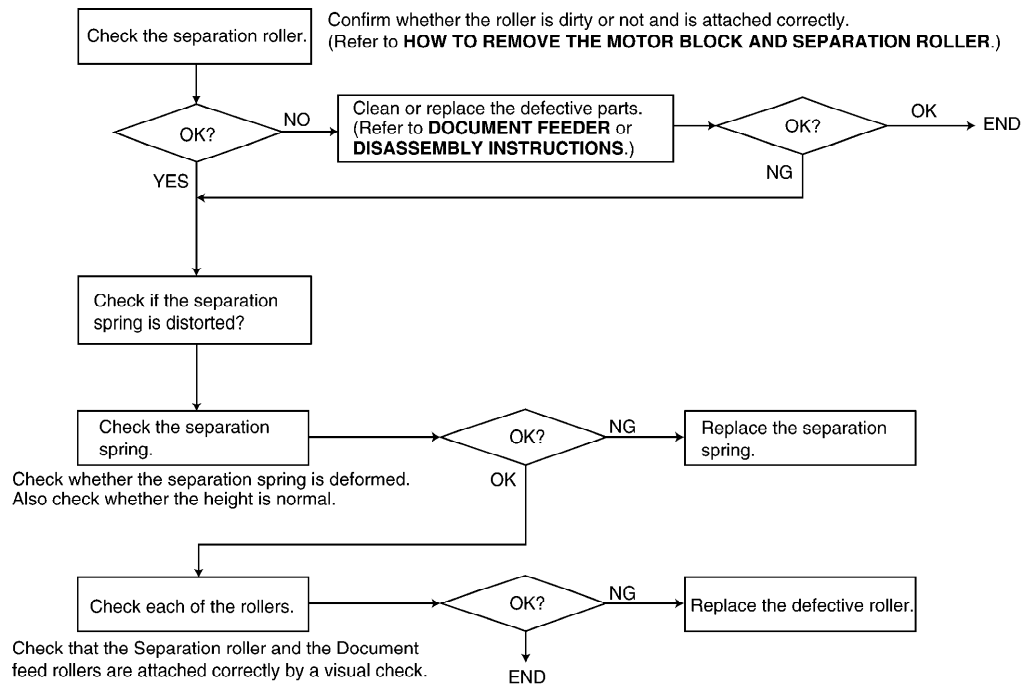 Check the separation roller.
Confirm whether the roller is dirty or not and is attached correctly.
(Refer to HOW TO REMOVE THE MOTOR BLOCK AND SEPARATION ROLLER.)
OK?
NO
Clean or replace the defective parts.
(Refer to DOCUMENT FEEDER or
DISASSEMBLY INSTRUCTIONS.)
OK?
OK
END
YES
NG
Check if the separation
spring is distorted?
Check the separation
spring.
OK?
NG
Replace the separation
spring.
Check whether the separation spring is deformed.
Also check whether the height is normal.
OK
Check each of the rollers.
OK?
NG
Replace the defective roller.
Check that the Separation roller and the Document
feed rollers are attached correctly by a visual check.
END